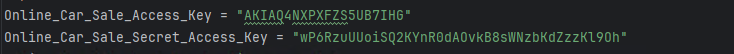 Online_Car_Sale_Access_Key = "AKIAQ4NXPXFZS5UB7IHG"
Online_Car_Sale_Secret_Access_Key = "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"